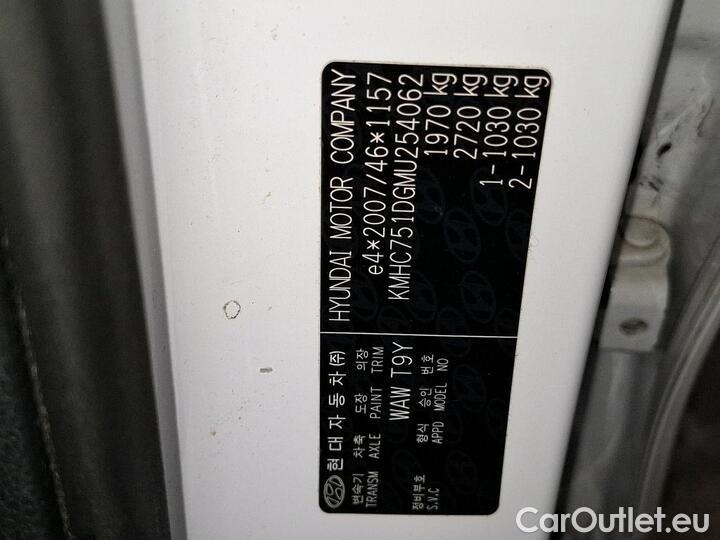 현대자동차(주) HYUNDAI MOTOR COMPANY
변속기 차축 도장 의장 e4*2007/46*1157
TRANSM AXLE PAINT TRIM KMHC751DGMU254062
WAW T9Y 1970 kg
형식 승인 번호 2720 kg
APPD MODEL NO
1-1030 kg
정비부호 2-1030 kg
S.V.C
CarOutlet.eu